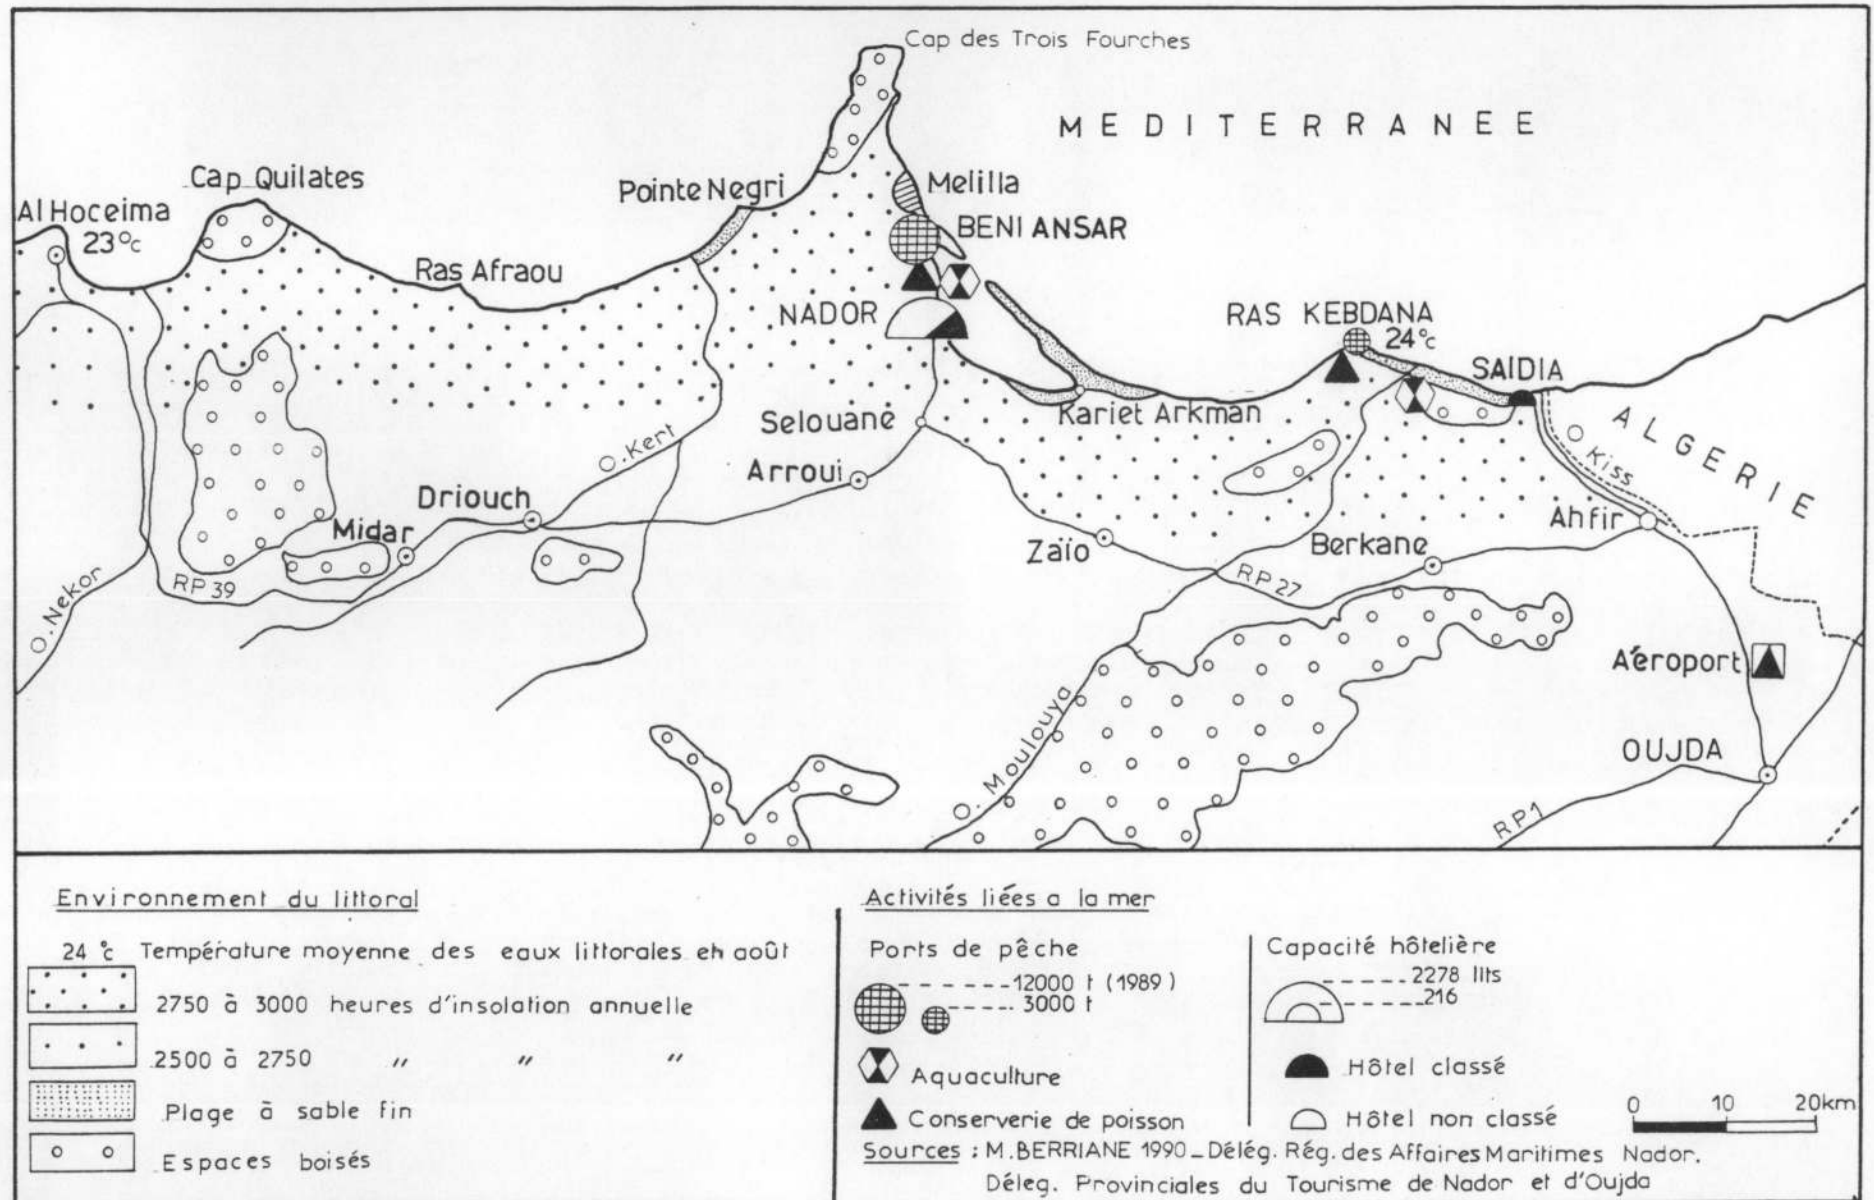 Cap des Trois Fourches
MEDITERRANEE
Cap Quilates
Pointe Negri
Melilla
Al Hoceima
23°c
BENI ANSAR
Ras Afraou
NADOR
RAS KEBDANA
24°c
SAIDIA
Kariet Arkman
ALGERIE
Selouane
O. Kert
O. Kiss
Arroui
Driouch
Midar
Ahfir
Zaïo
Berkane
RP 39
RP 27
O. Nekor
Aéroport
O. Moulouya
OUJDA
RP 1
Environnement du littoral
24 °c Température moyenne des eaux littorales en août
2750 à 3000 heures d'insolation annuelle
2500 à 2750 " " "
Plage à sable fin
Espaces boisés
Activités liées a la mer
Ports de pêche
12000 t (1989)
3000 t
Aquaculture
Conserverie de poisson
Capacité hôtelière
2278 lits
216
Hôtel classé
Hôtel non classé
0 10 20km
Sources : M. BERRIANE 1990_Délég. Rég. des Affaires Maritimes Nador.
Déleg. Provinciales du Tourisme de Nador et d'Oujda